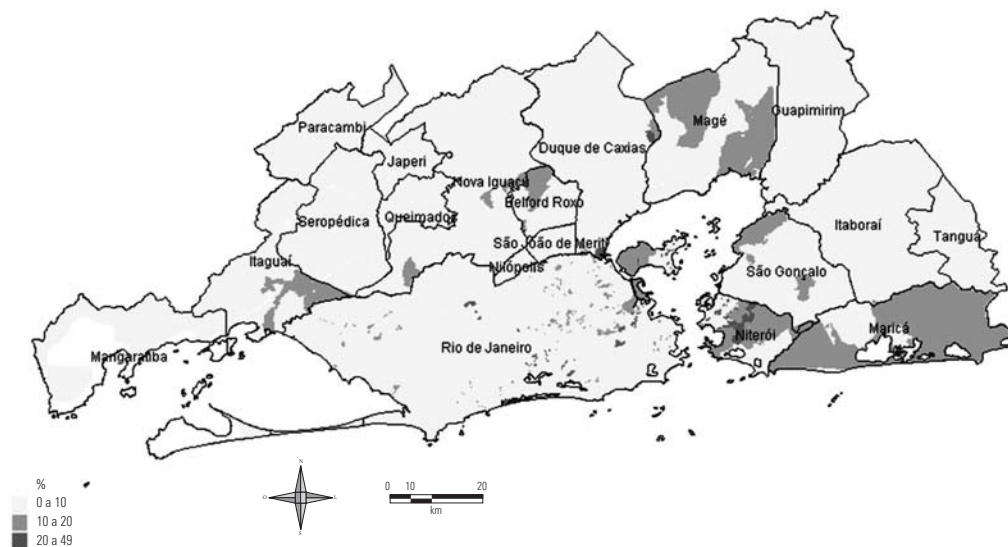 Paracambi
Japeri
Nova Iguaçu
Duque de Caxias
Magé
Guapimirim
Seropédica
Queimados
Belford Roxo
Itaboraí
São João de Meriti
Tanguá
Itaguaí
Nilópolis
São Gonçalo
Mangaratiba
Rio de Janeiro
Niterói
Maricá
%
0 a 10
10 a 20
20 a 49
N
O
L
S
0 10 20
km